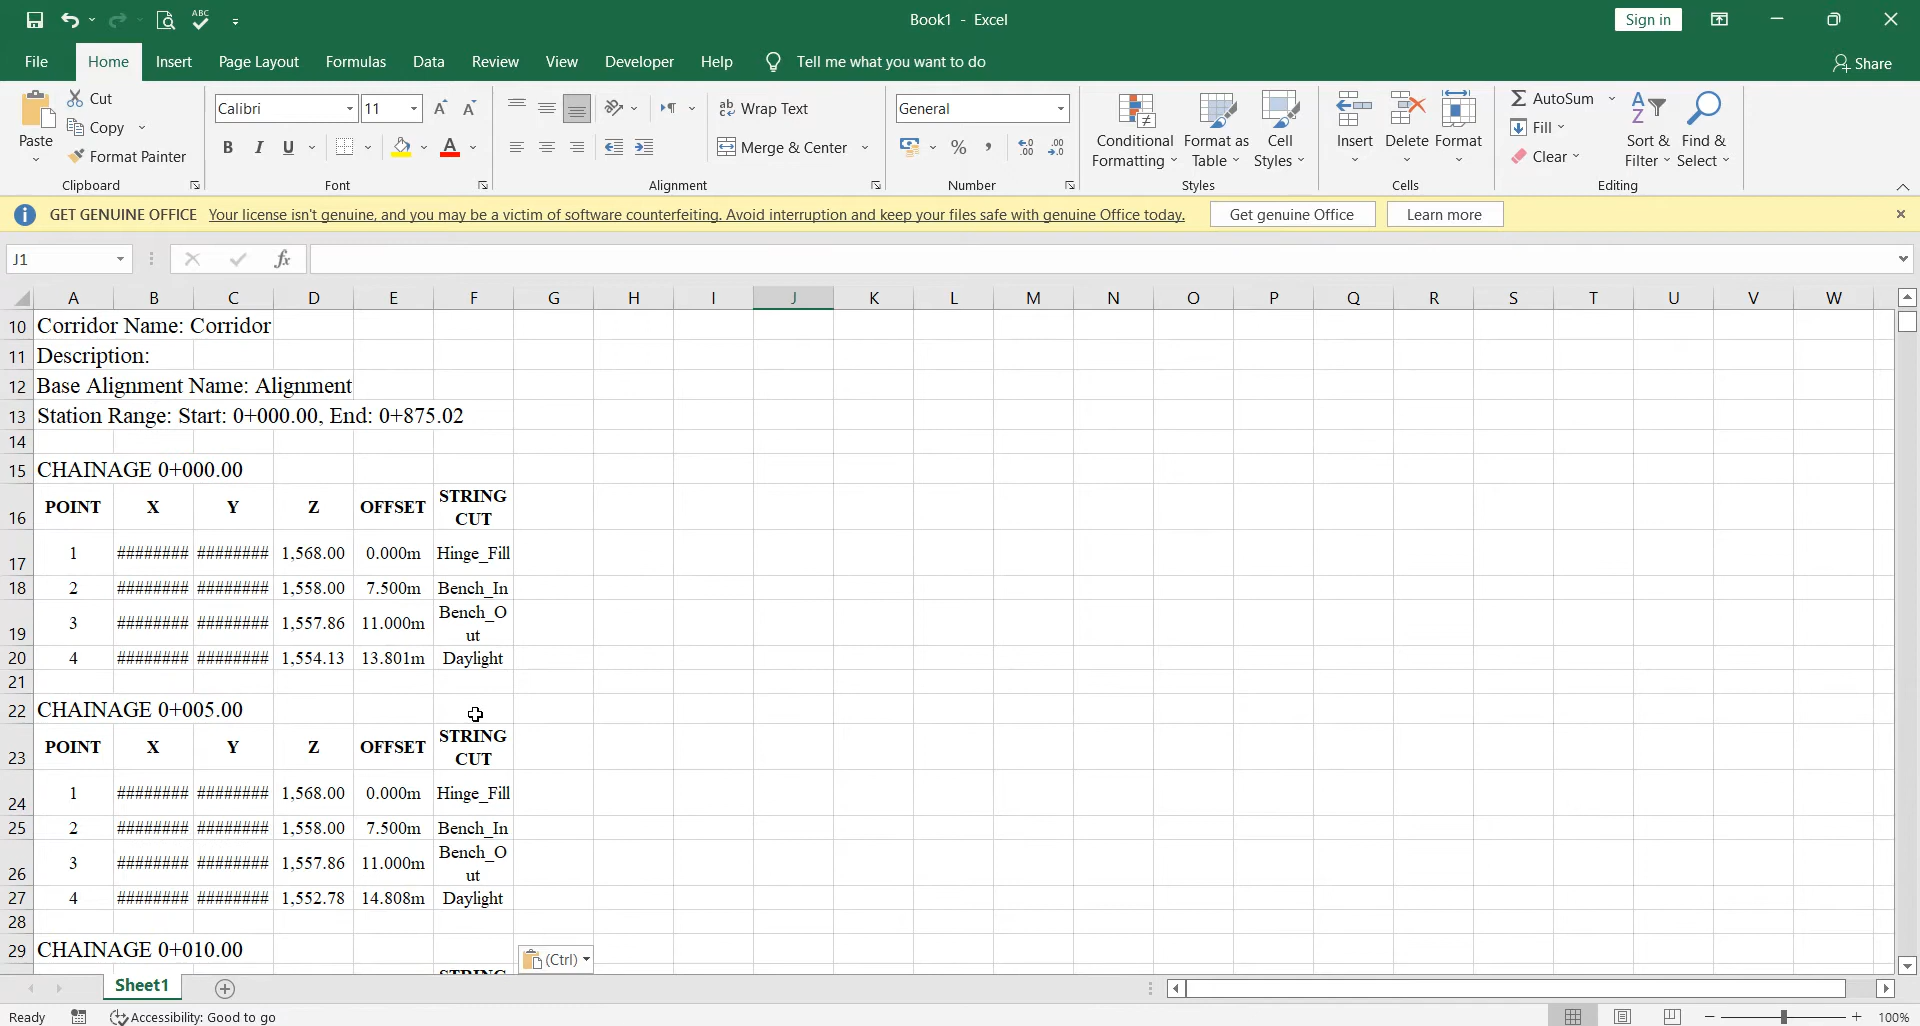 ABC
Book1 - Excel
Sign in
File Home Insert Page Layout Formulas Data Review View Developer Help Tell me what you want to do Share
Paste
Cut
Copy
Format Painter
Clipboard
Calibri 11
B I U A
Font
ab Wrap Text
Merge & Center
Alignment
General
%
Number
Conditional Formatting
Format as Table
Cell Styles
Styles
Insert Delete Format
Cells
AutoSum
Fill
Clear
Sort & Filter
Find & Select
Editing
GET GENUINE OFFICE Your license isn't genuine, and you may be a victim of software counterfeiting. Avoid interruption and keep your files safe with genuine Office today. Get genuine Office Learn more
J1 fx
A B C D E F G H I J K L M N O P Q R S T U V W
10 Corridor Name: Corridor
11 Description:
12 Base Alignment Name: Alignment
13 Station Range: Start: 0+000.00, End: 0+875.02
14
15 CHAINAGE 0+000.00
16 POINT X Y Z OFFSET STRING CUT
17 1 ######## ######## 1,568.00 0.000m Hinge_Fill
18 2 ######## ######## 1,558.00 7.500m Bench_In
19 3 ######## ######## 1,557.86 11.000m Bench_Out
20 4 ######## ######## 1,554.13 13.801m Daylight
21
22 CHAINAGE 0+005.00
23 POINT X Y Z OFFSET STRING CUT
24 1 ######## ######## 1,568.00 0.000m Hinge_Fill
25 2 ######## ######## 1,558.00 7.500m Bench_In
26 3 ######## ######## 1,557.86 11.000m Bench_Out
27 4 ######## ######## 1,552.78 14.808m Daylight
28
29 CHAINAGE 0+010.00
(Ctrl)
STRING
Sheet1
Ready Accessibility: Good to go 100%